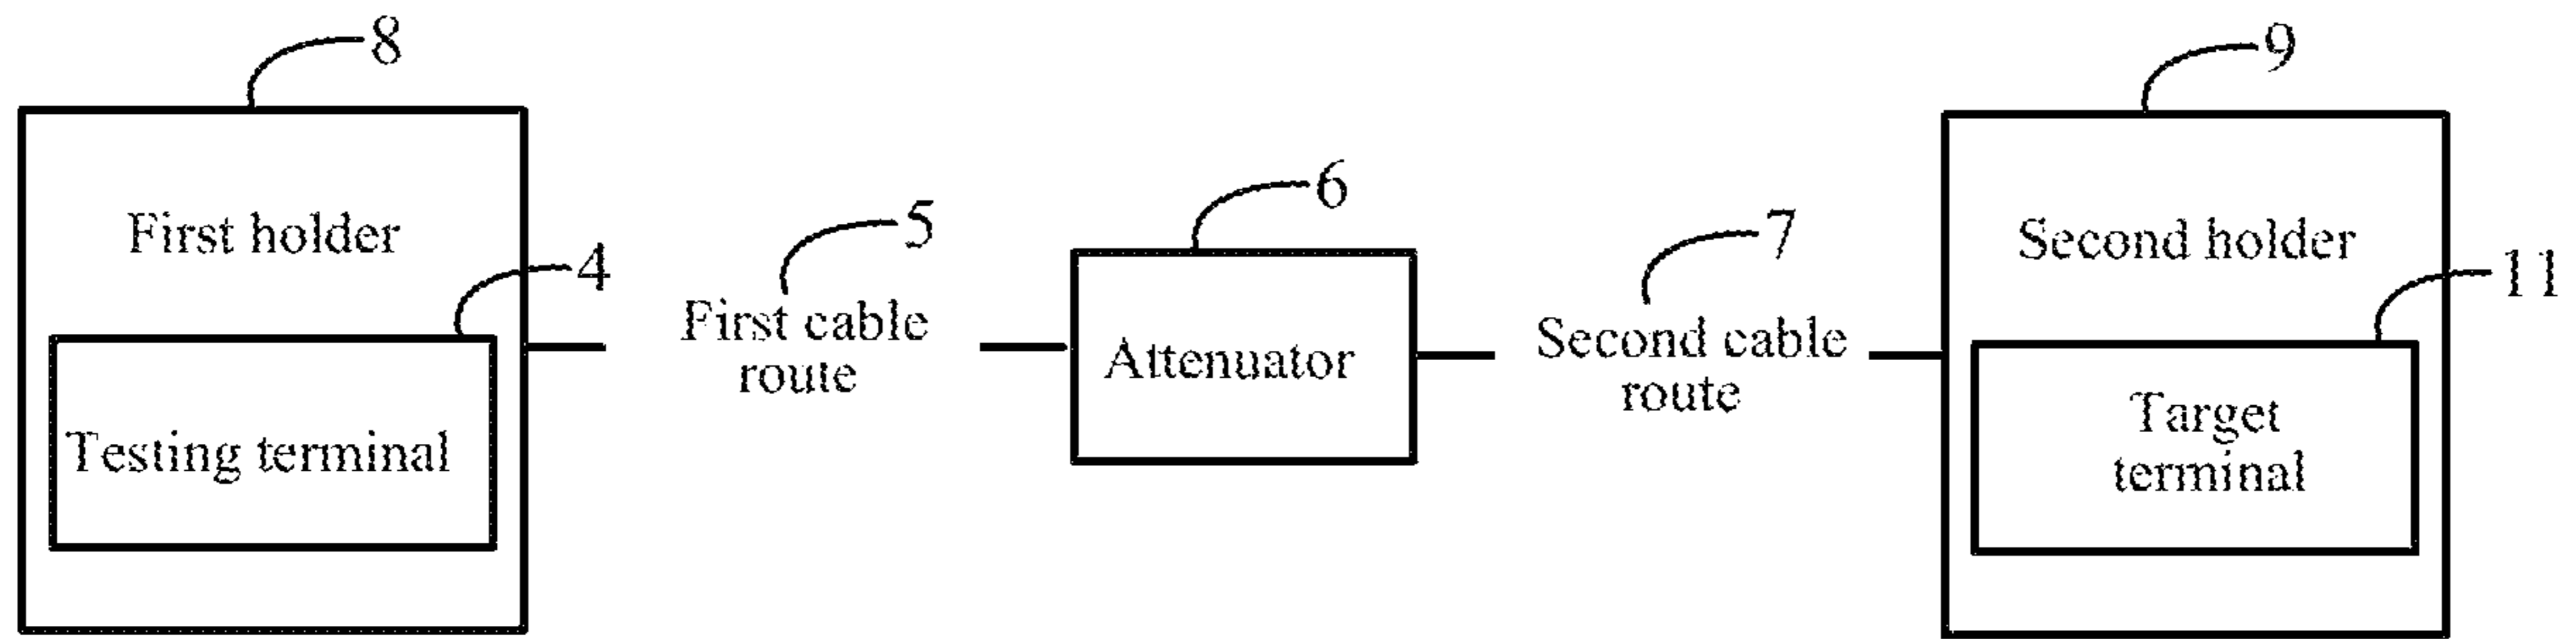 8
First holder
4
Testing terminal
5
First cable
route
6
Attenuator
7
Second cable
route
9
Second holder
11
Target
terminal